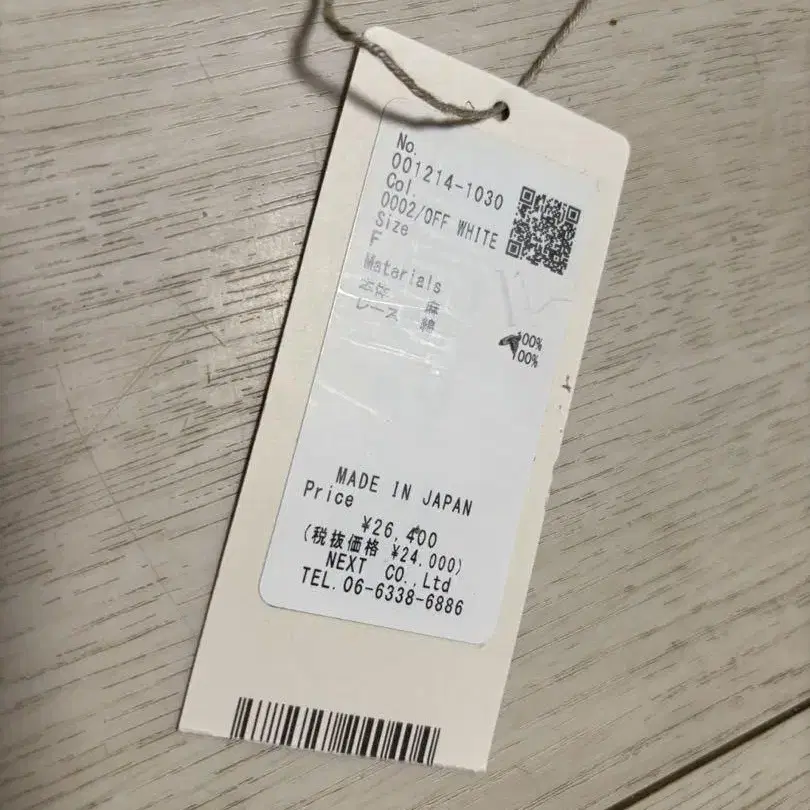 No.
001214-1030
Col.
0002/OFF WHITE
Size
F
Materials
本体 麻 100%
レース 綿 100%
MADE IN JAPAN
Price
¥26,400
(税抜価格 ¥24,000)
NEXT CO.,Ltd
TEL.06-6338-6886